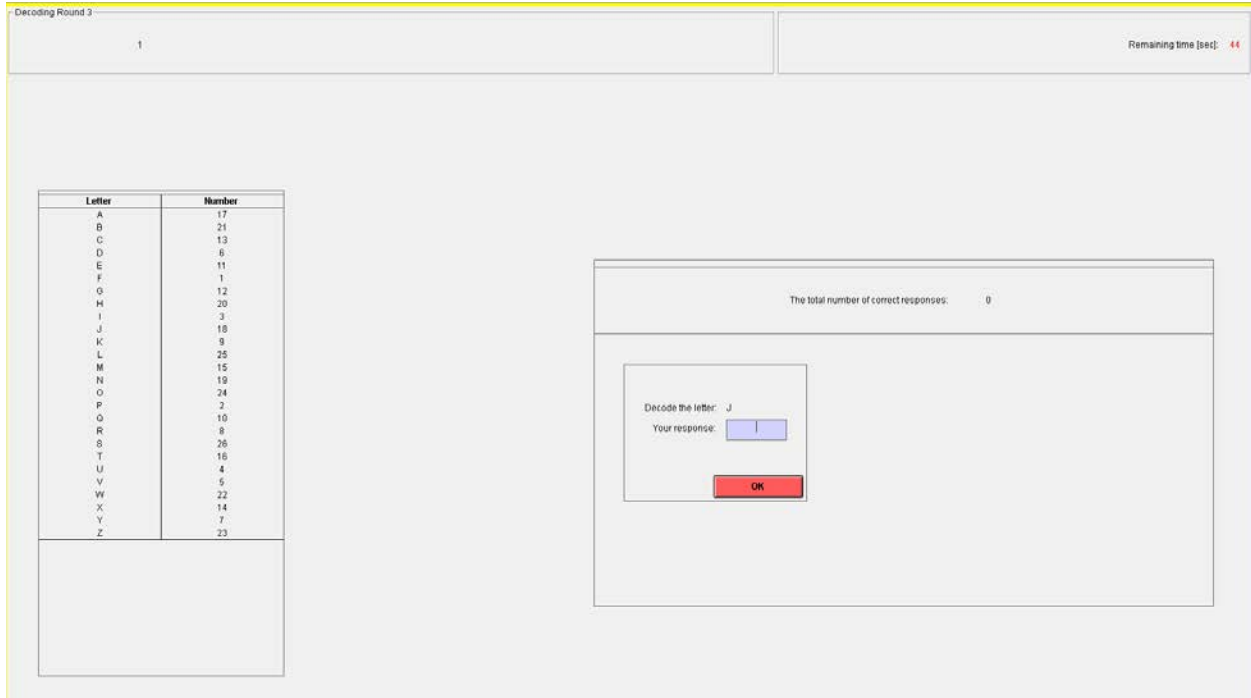 Decoding Round 3
1
Remaining time [sec]: 44
Letter Number
A 17
B 21
C 13
D 6
E 11
F 1
G 12
H 20
I 3
J 18
K 9
L 25
M 15
N 19
O 24
P 2
Q 10
R 8
S 26
T 16
U 4
V 5
W 22
X 14
Y 7
Z 23
The total number of correct responses: 0
Decode the letter: J
Your response:
OK